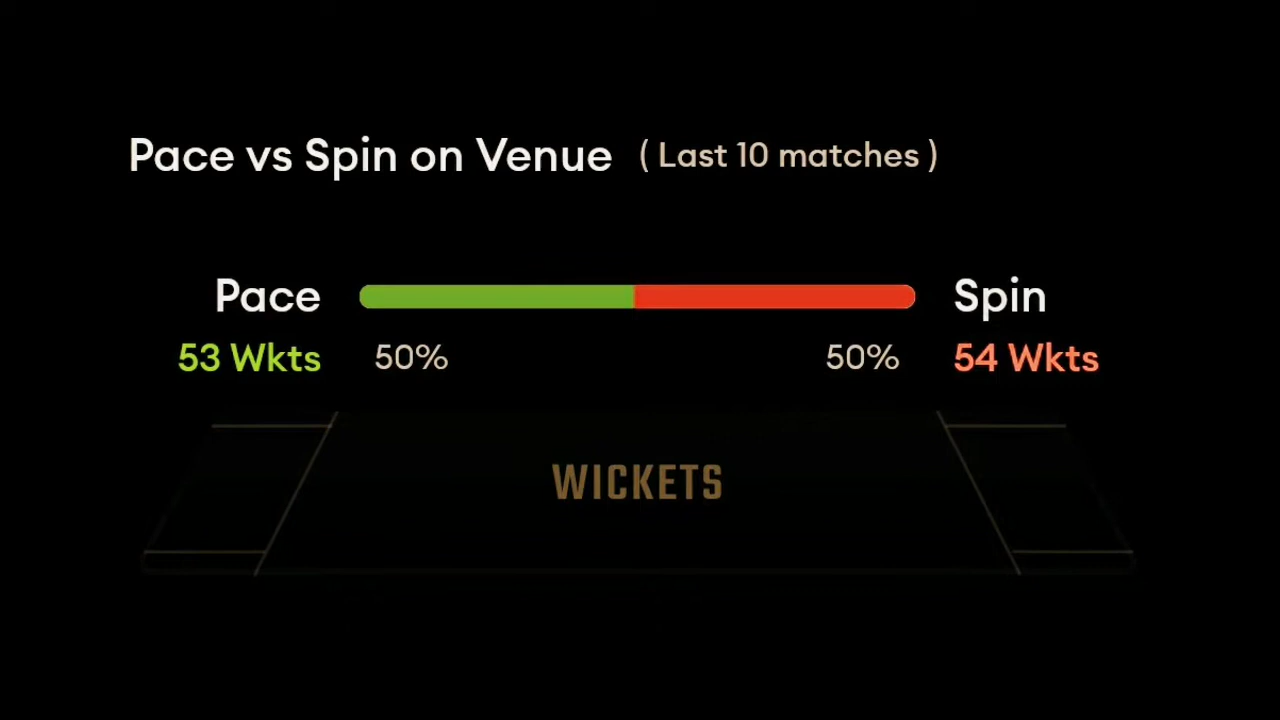 Pace vs Spin on Venue ( Last 10 matches )
Pace Spin
53 Wkts 50% 50% 54 Wkts
WICKETS